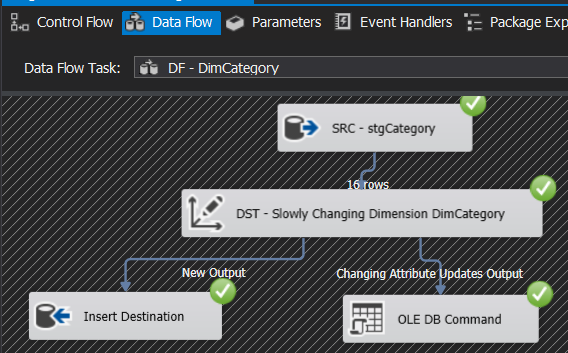 Control Flow Data Flow Parameters Event Handlers Package Exp
Data Flow Task: DF - DimCategory
SRC - stgCategory
16 rows
DST - Slowly Changing Dimension DimCategory
New Output Changing Attribute Updates Output
Insert Destination OLE DB Command